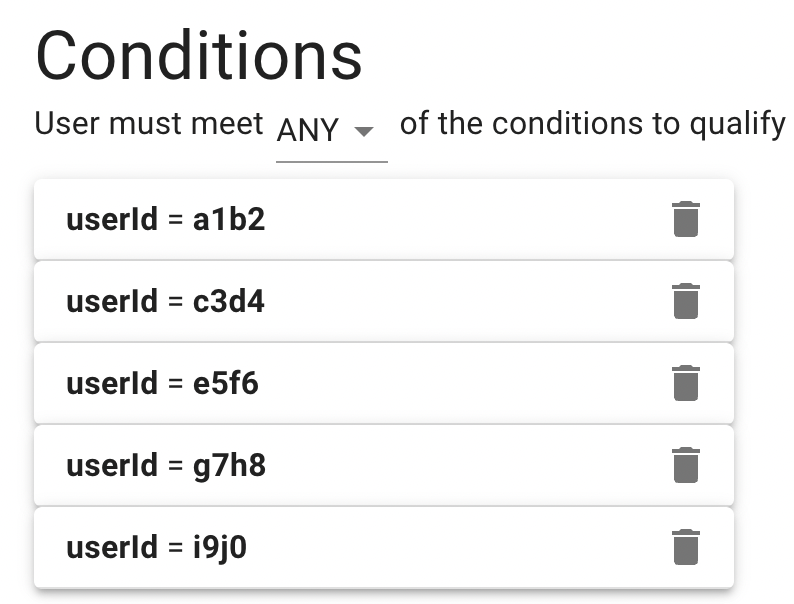 Conditions
User must meet ANY of the conditions to qualify
userId = a1b2
userId = c3d4
userId = e5f6
userId = g7h8
userId = i9j0